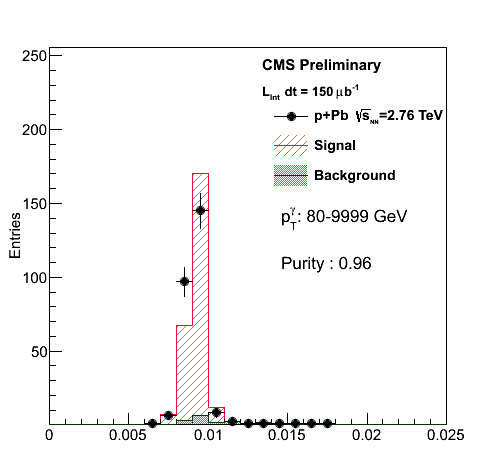 250
200
150
100
50
Entries
0
0.005
0.01
0.015
0.02
0.025
CMS Preliminary
L_int dt = 150 μb⁻¹
p+Pb √s_NN=2.76 TeV
Signal
Background
p_T^γ: 80-9999 GeV
Purity : 0.96